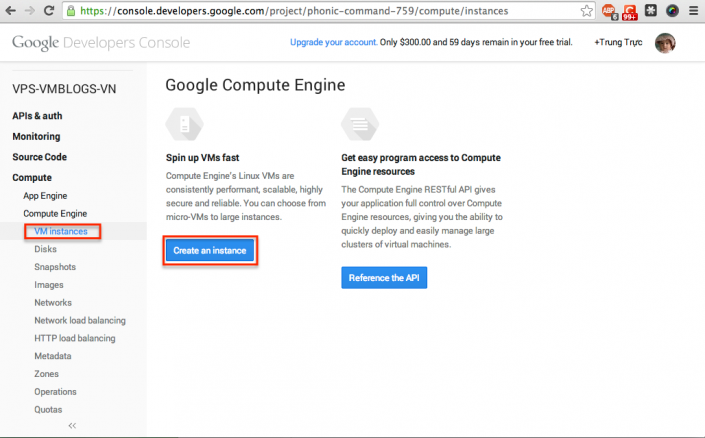 https://console.developers.google.com/project/phonic-command-759/compute/instances
ABP
6
99+
Google Developers Console
Upgrade your account. Only $300.00 and 59 days remain in your free trial.
+Trung Trực
VPS-VMBLOGS-VN
APIs & auth
Monitoring
Source Code
Compute
App Engine
Compute Engine
VM instances
Disks
Snapshots
Images
Networks
Network load balancing
HTTP load balancing
Metadata
Zones
Operations
Quotas
<<
Google Compute Engine
Spin up VMs fast
Compute Engine's Linux VMs are
consistently performant, scalable, highly
secure and reliable. You can choose from
micro-VMs to large instances.
Create an instance
Get easy program access to Compute
Engine resources
The Compute Engine RESTful API gives
your application full control over Compute
Engine resources, giving you the ability to
quickly deploy and easily manage large
clusters of virtual machines.
Reference the API